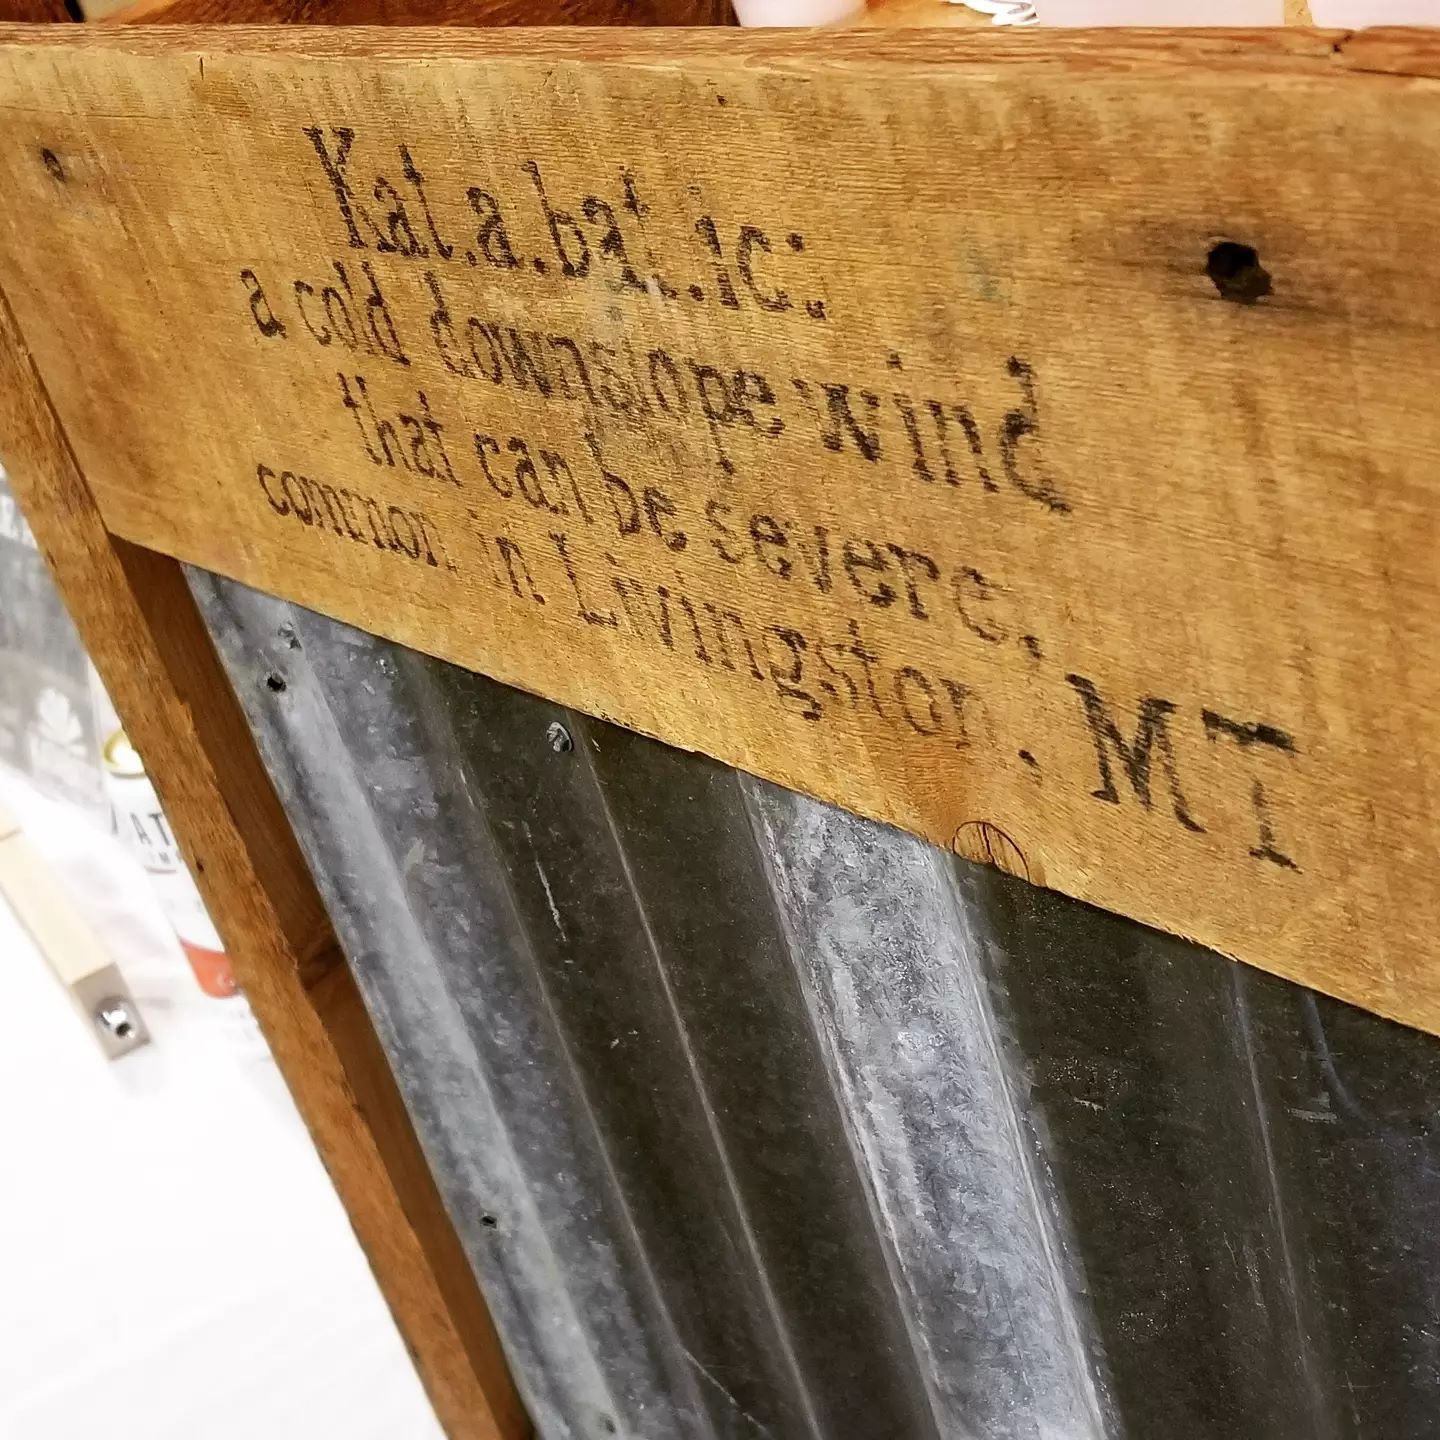 Kat.a.bat.ic:
a cold downslope wind
that can be severe,
common in Livingston, MT